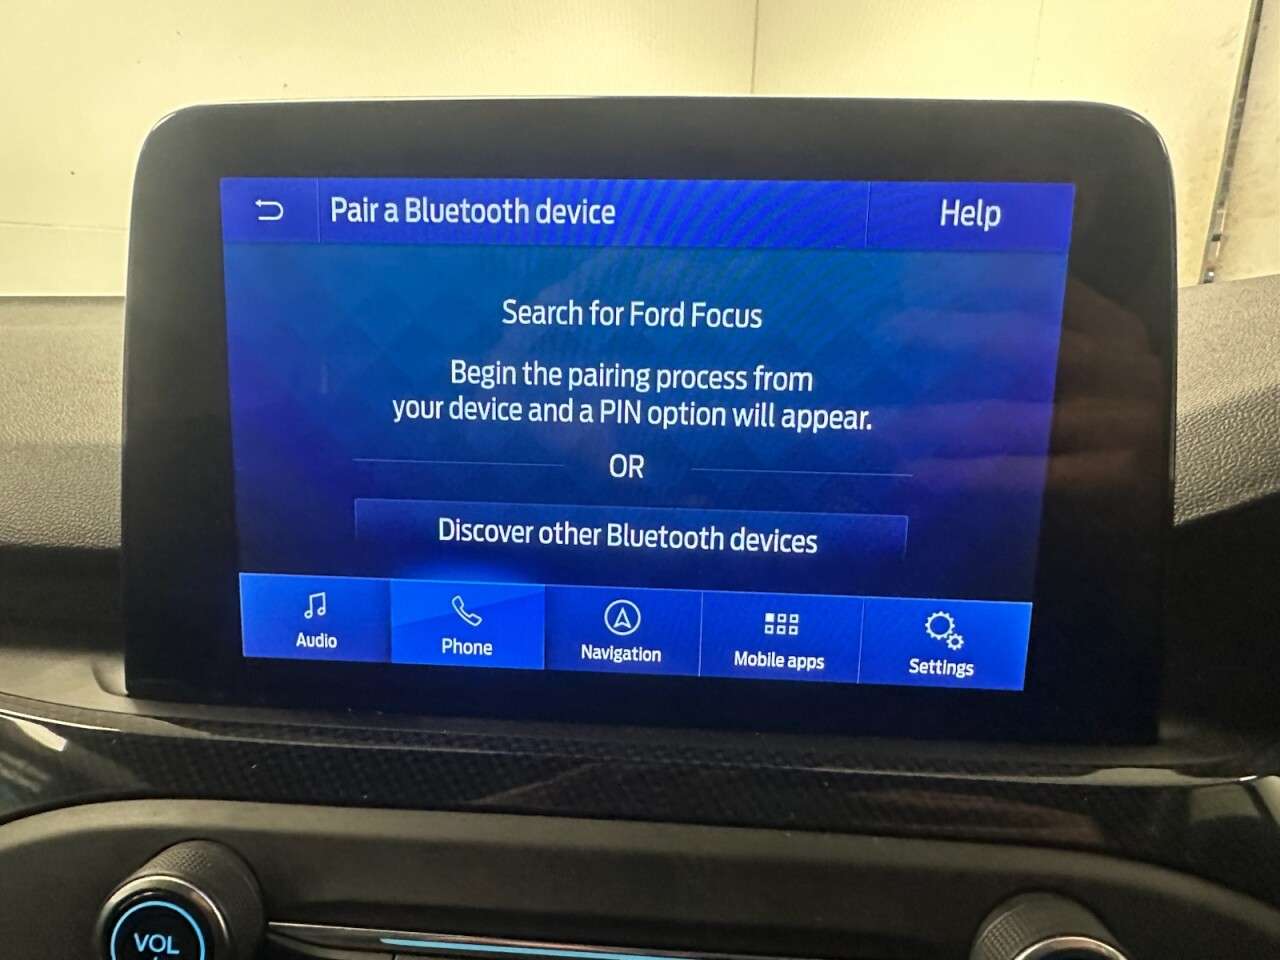 Pair a Bluetooth device
Help
Search for Ford Focus
Begin the pairing process from
your device and a PIN option will appear.
OR
Discover other Bluetooth devices
Audio
Phone
Navigation
Mobile apps
Settings
VOL